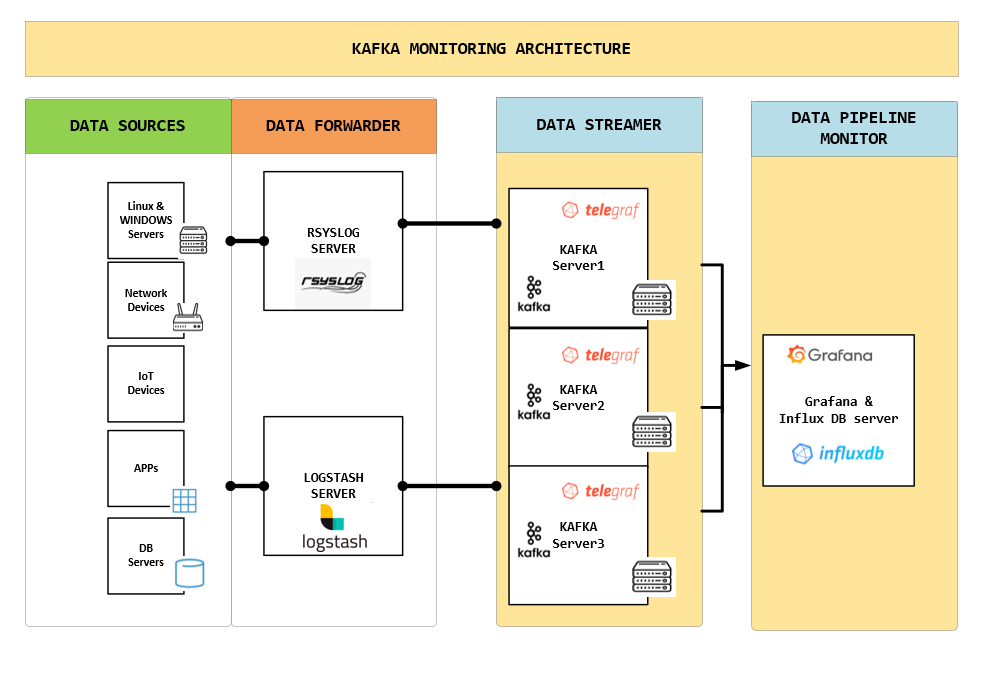 KAFKA MONITORING ARCHITECTURE
DATA SOURCES
Linux &
WINDOWS
Servers
Network
Devices
IoT
Devices
APPs
DB
Servers
DATA FORWARDER
RSYSLOG
SERVER
RSYSLOG
LOGSTASH
SERVER
logstash
DATA STREAMER
telegraf
KAFKA
Server1
kafka
telegraf
KAFKA
Server2
kafka
telegraf
KAFKA
Server3
kafka
DATA PIPELINE
MONITOR
Grafana
Grafana &
Influx DB server
influxdb